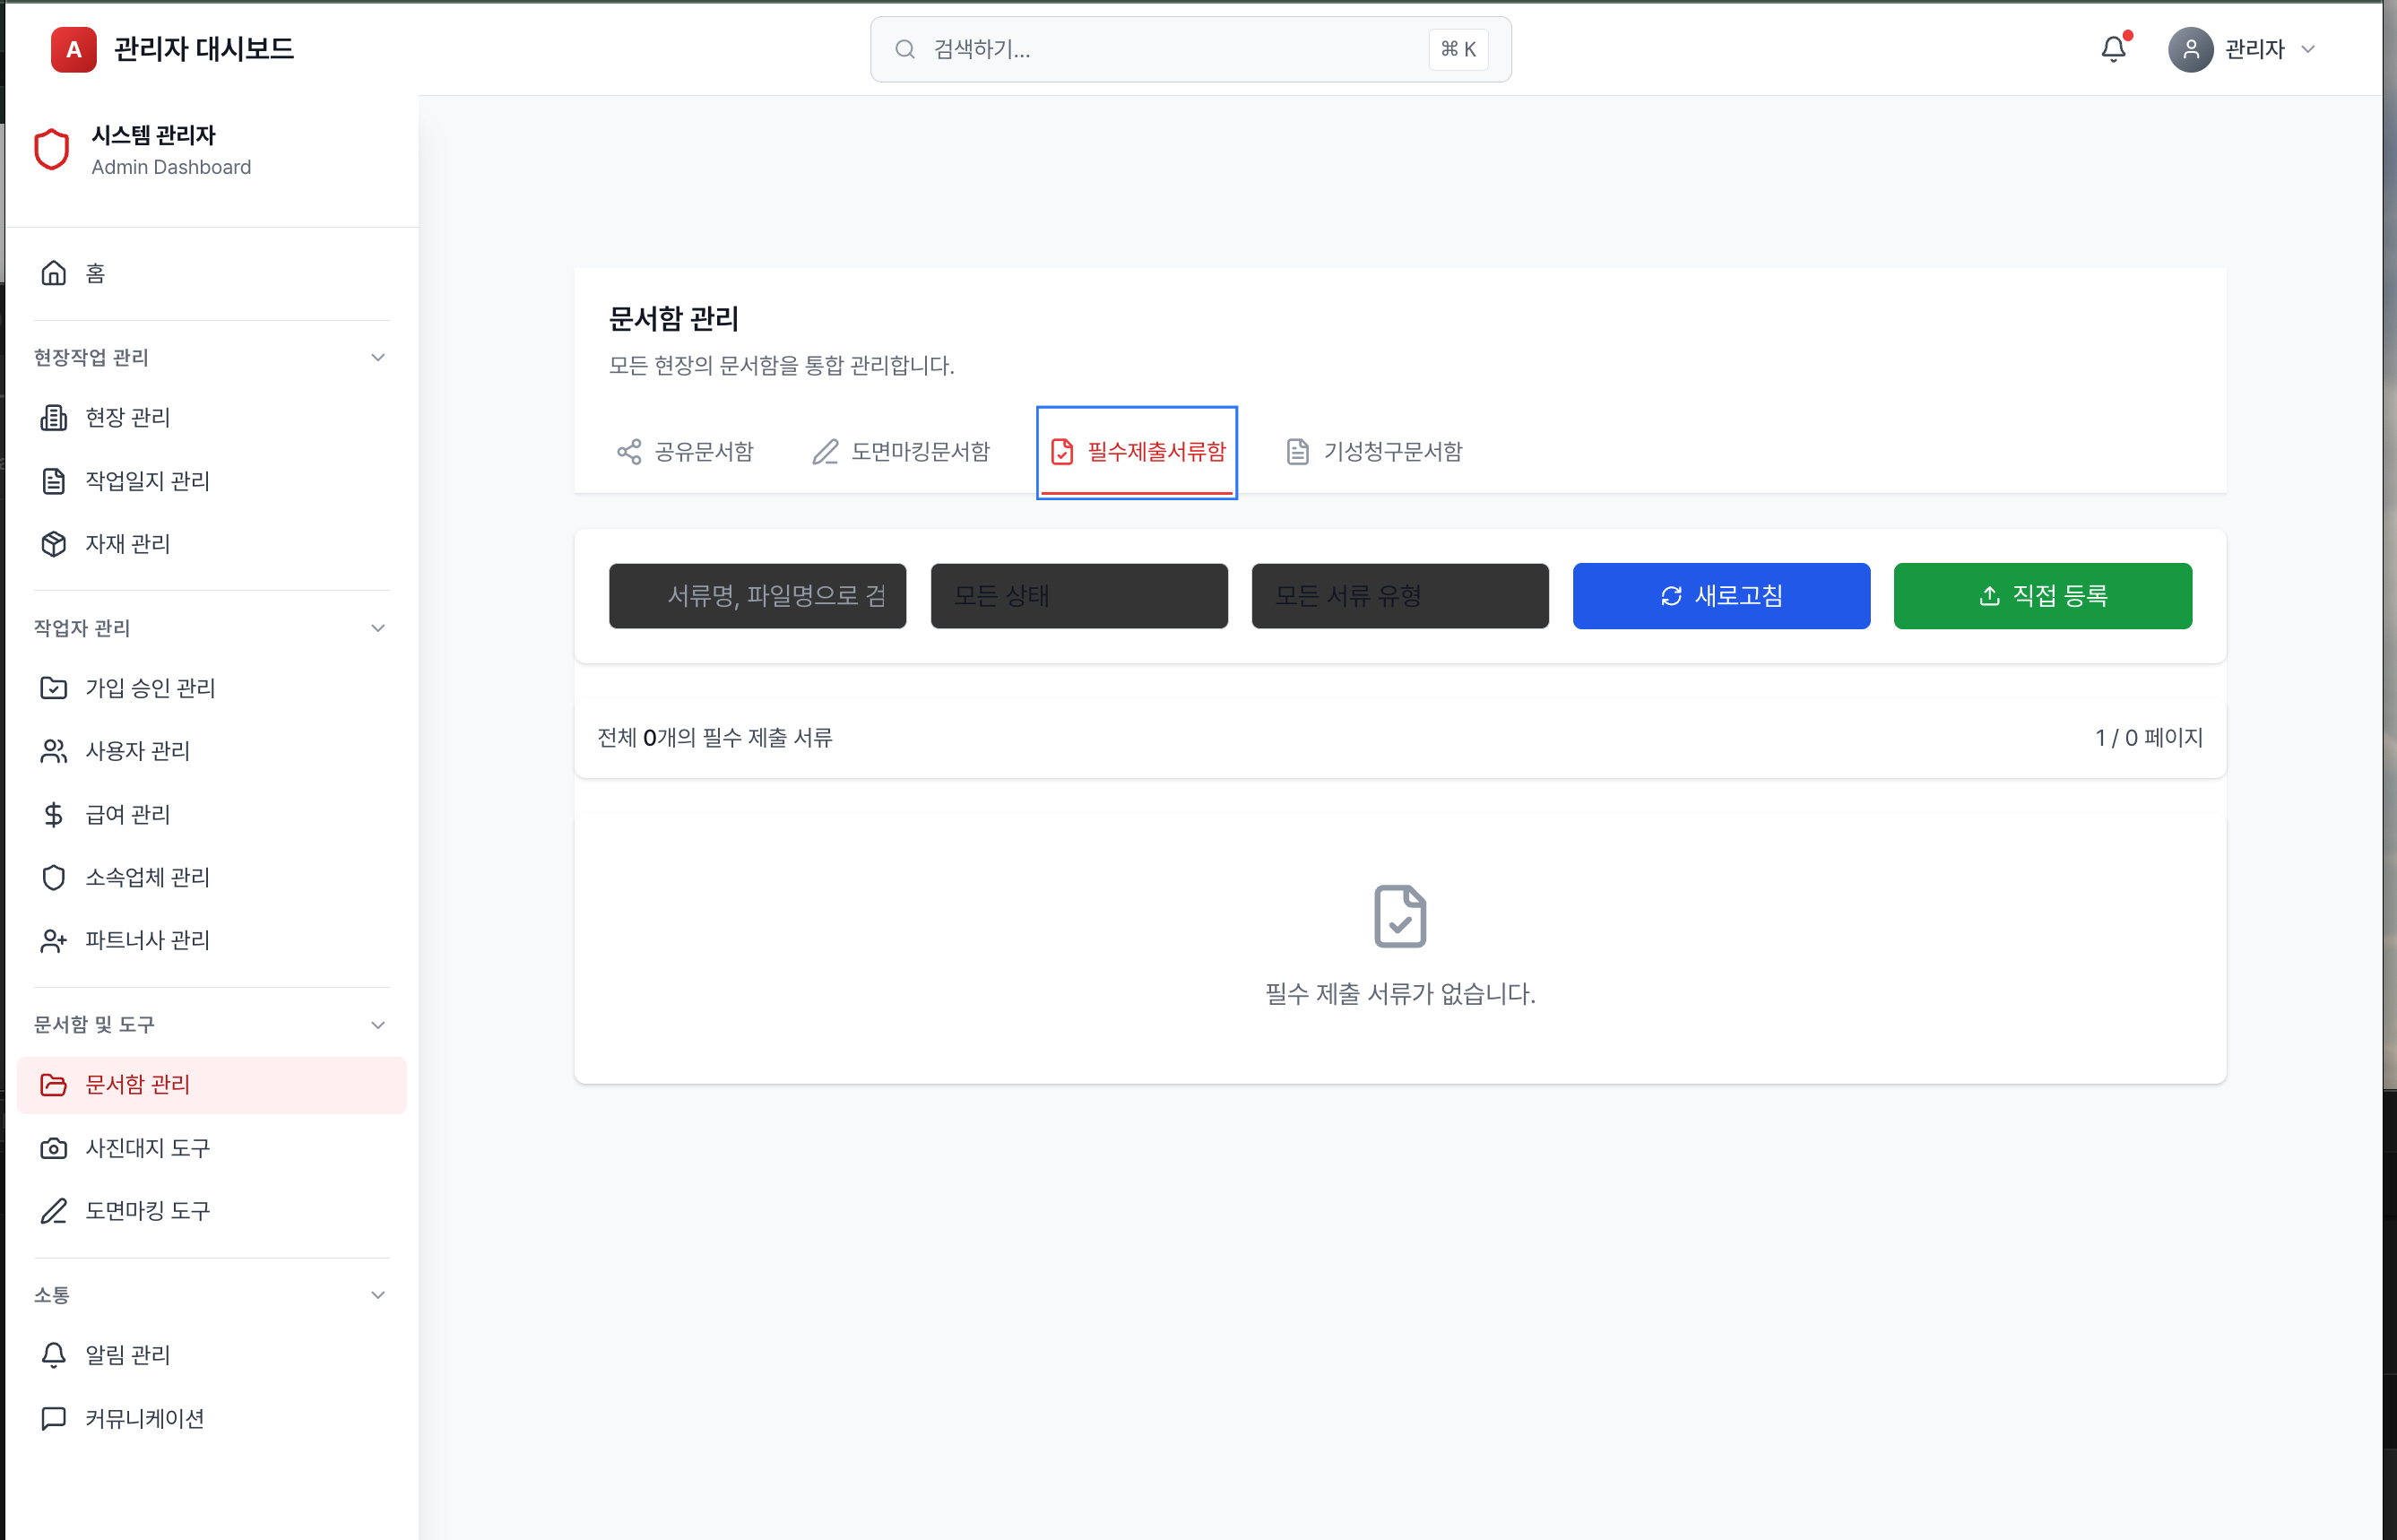 A 관리자 대시보드
검색하기...
⌘ K
관리자
시스템 관리자
Admin Dashboard
홈
현장작업 관리
현장 관리
작업일지 관리
자재 관리
작업자 관리
가입 승인 관리
사용자 관리
급여 관리
소속업체 관리
파트너사 관리
문서함 및 도구
문서함 관리
사진대지 도구
도면마킹 도구
소통
알림 관리
커뮤니케이션
문서함 관리
모든 현장의 문서함을 통합 관리합니다.
공유문서함 도면마킹문서함 필수제출서류함 기성청구문서함
서류명, 파일명으로 검 모든 상태 모든 서류 유형 새로고침 직접 등록
전체 0개의 필수 제출 서류 1 / 0 페이지
필수 제출 서류가 없습니다.